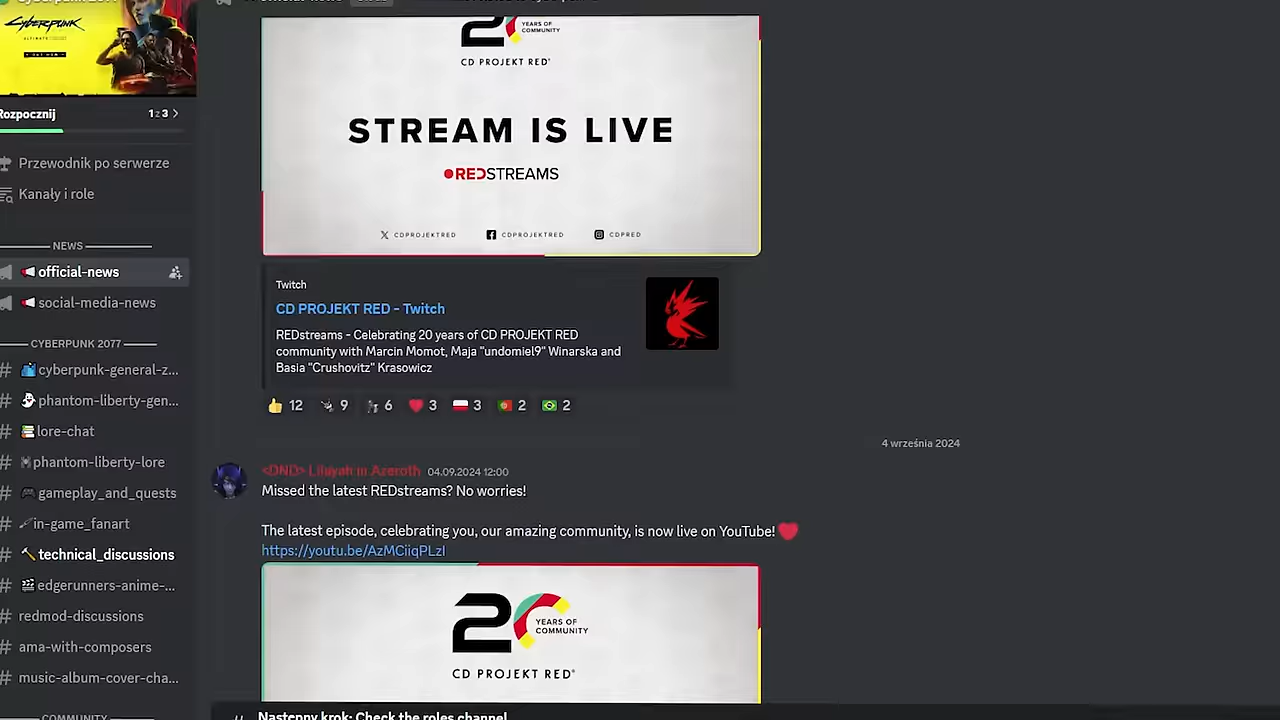 CYBERPUNK
Rozpocznij
1 z 3
Przewodnik po serwerze
Kanały i role
NEWS
official-news
social-media-news
CYBERPUNK 2077
cyberpunk-general-z...
phantom-liberty-gen...
lore-chat
phantom-liberty-lore
gameplay_and_quests
in-game_fanart
technical_discussions
edgerunners-anime-...
redmod-discussions
ama-with-composers
music-album-cover-cha...
COMMUNITY
20 YEARS OF
COMMUNITY
CD PROJEKT RED®
STREAM IS LIVE
REDSTREAMS
CDPROJEKTRED
CDPROJEKTRED
CDPRED
Twitch
CD PROJEKT RED - Twitch
REDstreams - Celebrating 20 years of CD PROJEKT RED
community with Marcin Momot, Maja "undomiel9" Winarska and
Basia "Crushovitz" Krasowicz
12 9 6 3 3 2 2
4 września 2024
<DND> Liluyah in Azeroth 04.09.2024 12:00
Missed the latest REDstreams? No worries!
The latest episode, celebrating you, our amazing community, is now live on YouTube!
https://youtu.be/AzMCiiqPLzI
20 YEARS OF
COMMUNITY
CD PROJEKT RED®
Następny krok: Check the roles channel